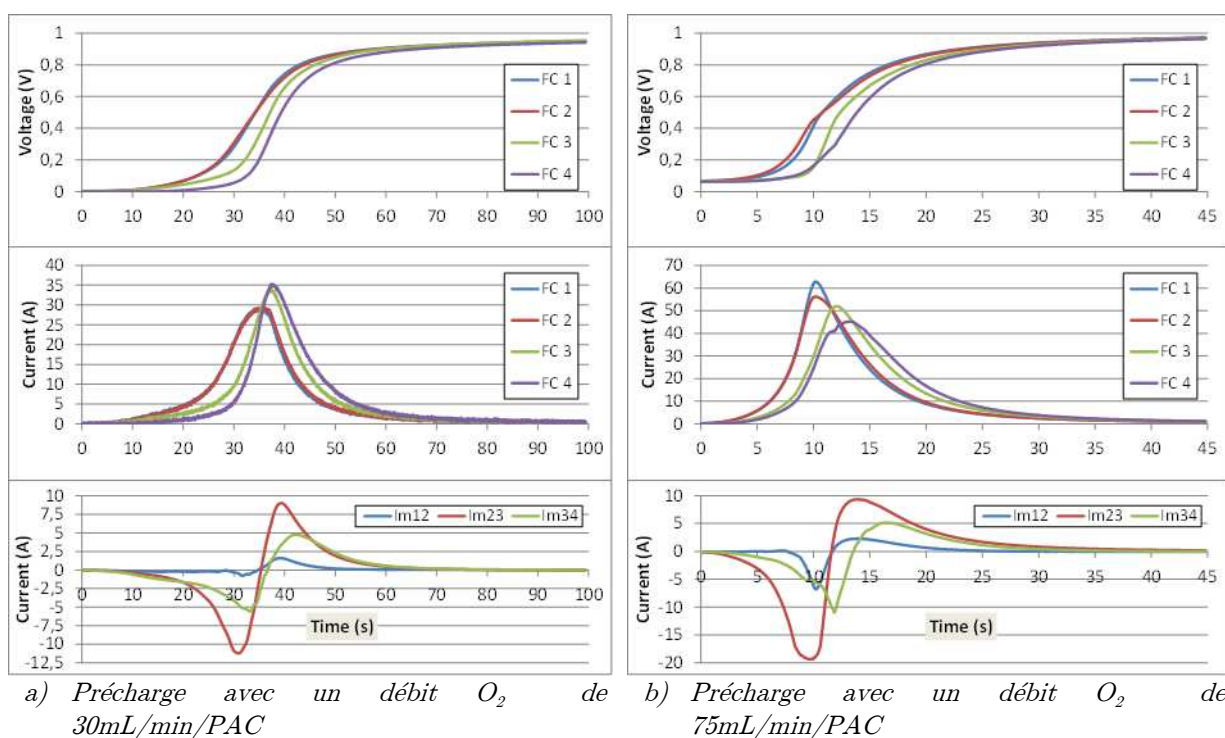 Voltage (V)
1
0,8
0,6
0,4
0,2
0
0 10 20 30 40 50 60 70 80 90 100
FC 1
FC 2
FC 3
FC 4
Voltage (V)
1
0,8
0,6
0,4
0,2
0
0 5 10 15 20 25 30 35 40 45
FC 1
FC 2
FC 3
FC 4
Current (A)
40
35
30
25
20
15
10
5
0
0 10 20 30 40 50 60 70 80 90 100
FC 1
FC 2
FC 3
FC 4
Current (A)
70
60
50
40
30
20
10
0
0 5 10 15 20 25 30 35 40 45
FC 1
FC 2
FC 3
FC 4
Current (A)
10
7,5
5
2,5
0
-2,5
-5
-7,5
-10
-12,5
Im12 Im23 Im34
0 10 20 30 40 50 60 70 80 90 100
Time (s)
Current (A)
10
5
0
-5
-10
-15
-20
Im12 Im23 Im34
0 5 10 15 20 25 30 35 40 45
Time (s)
a) Précharge avec un débit O₂ de
30mL/min/PAC
b) Précharge avec un débit O₂ de
75mL/min/PAC